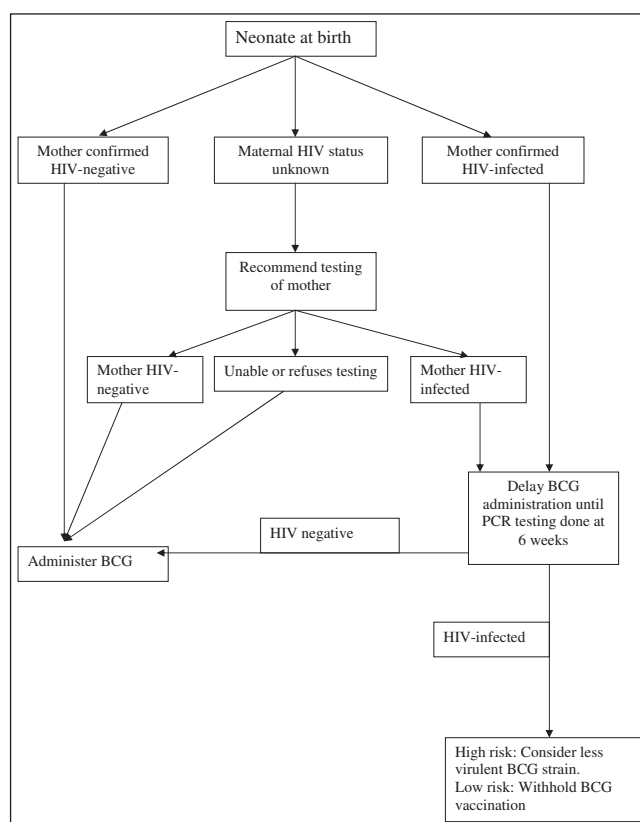 Neonate at birth
Mother confirmed
HIV-negative
Maternal HIV status
unknown
Mother confirmed
HIV-infected
Recommend testing
of mother
Mother HIV-
negative
Unable or refuses testing
Mother HIV-
infected
Delay BCG
administration until
PCR testing done at
6 weeks
HIV negative
Administer BCG
HIV-infected
High risk: Consider less
virulent BCG strain.
Low risk: Withhold BCG
vaccination